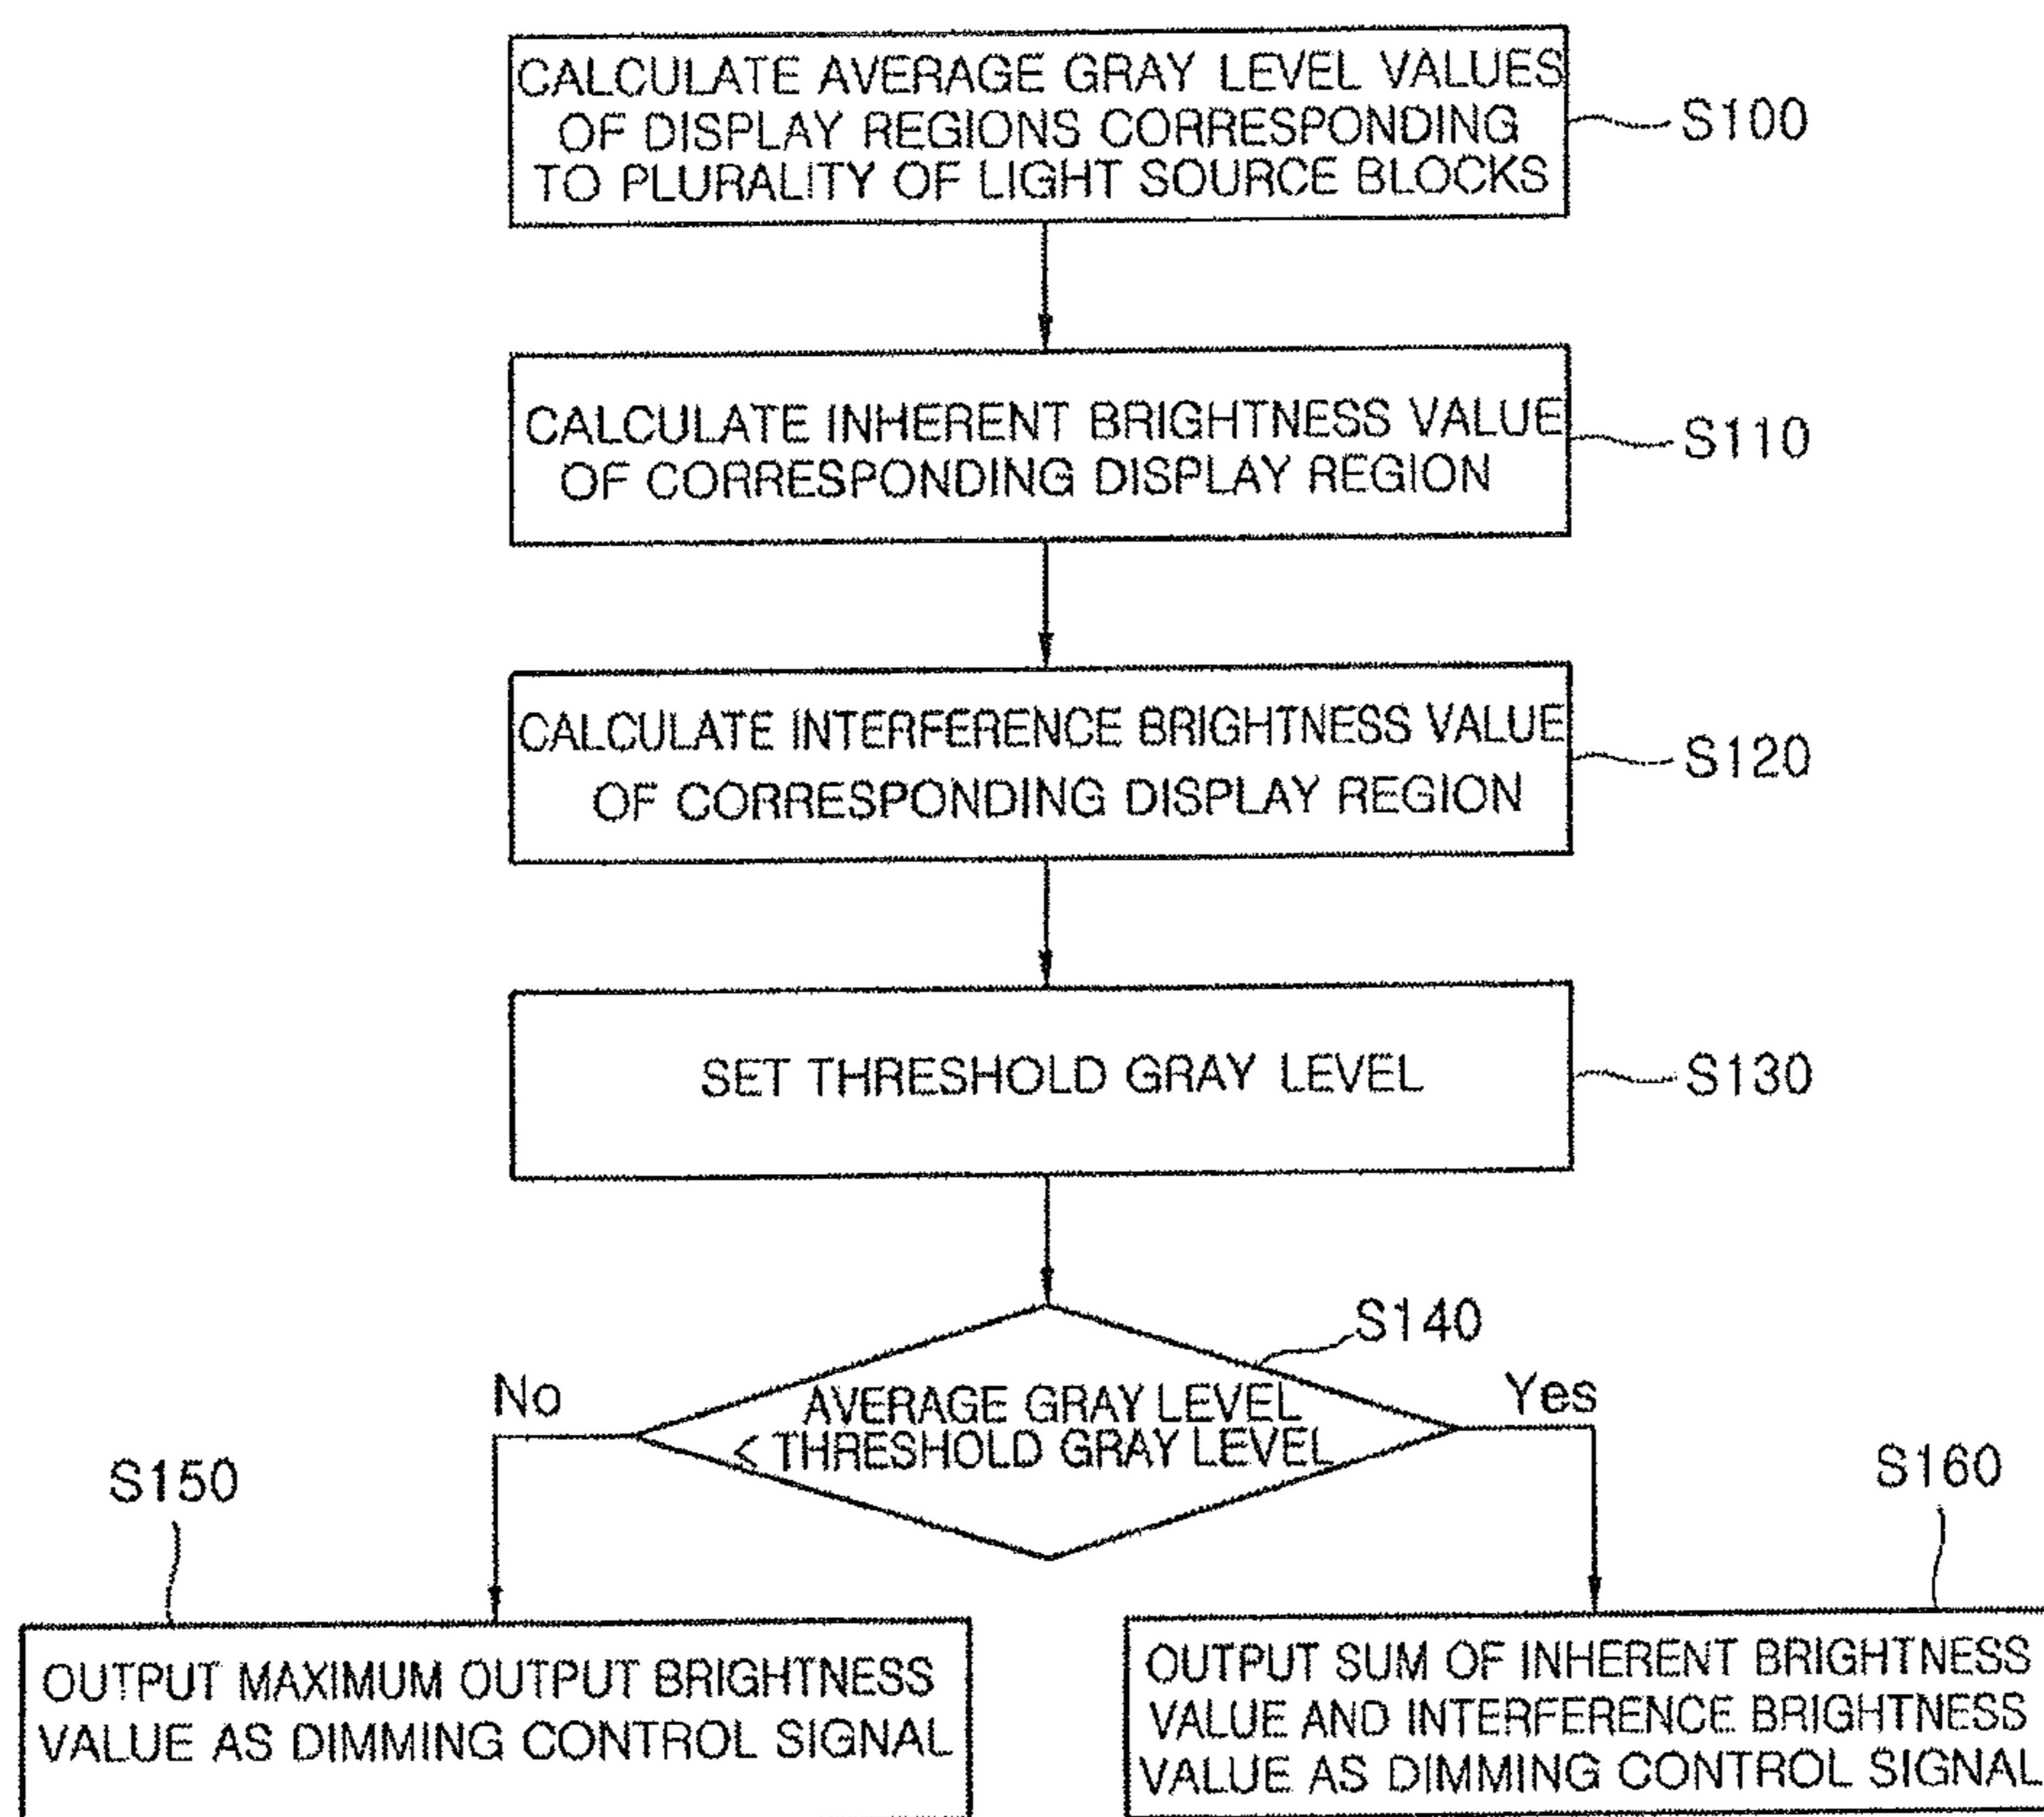 CALCULATE AVERAGE GRAY LEVEL VALUES
OF DISPLAY REGIONS CORRESPONDING
TO PLURALITY OF LIGHT SOURCE BLOCKS
S100
CALCULATE INHERENT BRIGHTNESS VALUE
OF CORRESPONDING DISPLAY REGION
S110
CALCULATE INTERFERENCE BRIGHTNESS VALUE
OF CORRESPONDING DISPLAY REGION
S120
SET THRESHOLD GRAY LEVEL
S130
S140
No
AVERAGE GRAY LEVEL
< THRESHOLD GRAY LEVEL
Yes
S150
OUTPUT MAXIMUM OUTPUT BRIGHTNESS
VALUE AS DIMMING CONTROL SIGNAL
S160
OUTPUT SUM OF INHERENT BRIGHTNESS
VALUE AND INTERFERENCE BRIGHTNESS
VALUE AS DIMMING CONTROL SIGNAL